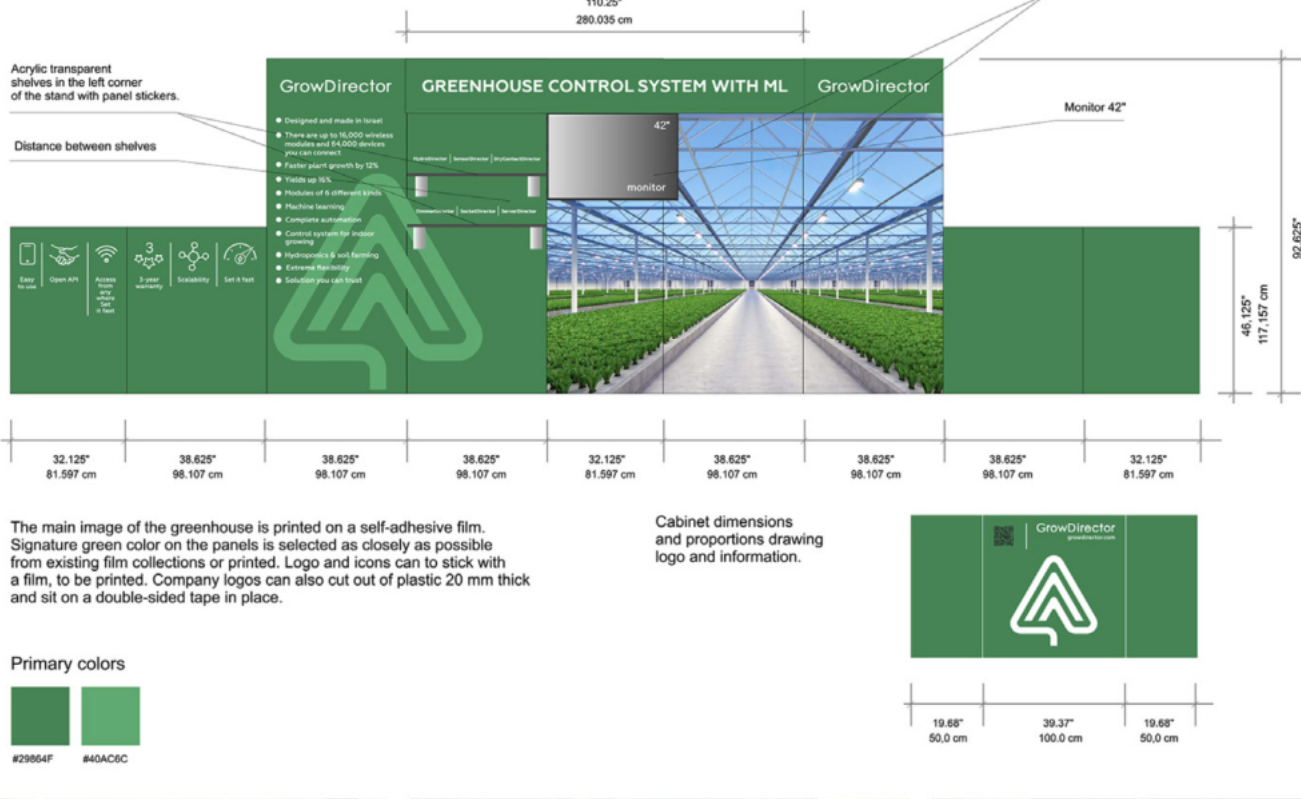 110.25"
280.035 cm
Acrylic transparent
shelves in the left corner
of the stand with panel stickers.
Distance between shelves
GrowDirector
GREENHOUSE CONTROL SYSTEM WITH ML
GrowDirector
Designed and made in Israel
There are up to 16,000 wireless
modules and 64,000 devices
you can connect
Faster plant growth by 12%
Yields up 16%
Modules of 6 different kinds
Machine learning
Complete automation
Control system for indoor
growing
Hydroponics & soil farming
Extreme flexibility
Solution you can trust
HydroDirector | SensorDirector | DryContactDirector
DimmerDirector | SocketDirector | ServerDirector
42"
monitor
Monitor 42"
Easy
to use
Open API
Access
from
any
where
Set
it fast
3
3-year
warranty
Scalability
Set it fast
46,125"
117,157 cm
92.625"
32.125"
81.597 cm
38.625"
98.107 cm
38.625"
98.107 cm
38.625"
98.107 cm
32.125"
81.597 cm
38.625"
98.107 cm
38.625"
98.107 cm
38.625"
98.107 cm
32.125"
81.597 cm
The main image of the greenhouse is printed on a self-adhesive film.
Signature green color on the panels is selected as closely as possible
from existing film collections or printed. Logo and icons can to stick with
a film, to be printed. Company logos can also cut out of plastic 20 mm thick
and sit on a double-sided tape in place.
Cabinet dimensions
and proportions drawing
logo and information.
GrowDirector
growdirector.com
19.68"
50,0 cm
39.37"
100.0 cm
19.68"
50,0 cm
Primary colors
#29864F
#40AC6C